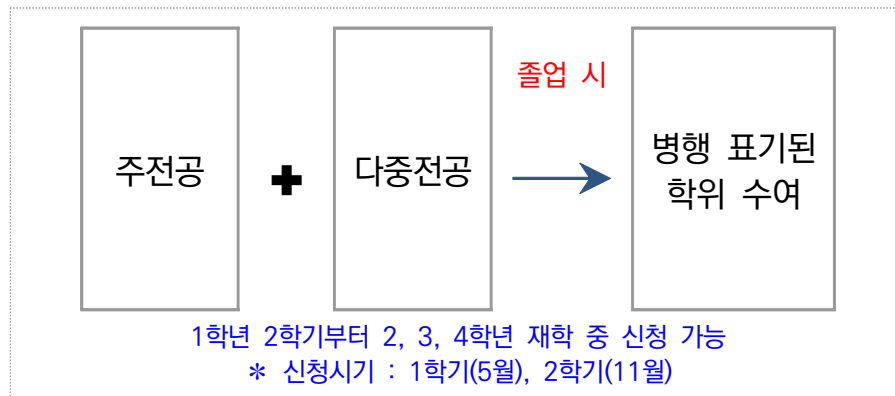 졸업 시
주전공
✚
다중전공
병행 표기된
학위 수여
1학년 2학기부터 2, 3, 4학년 재학 중 신청 가능
* 신청시기 : 1학기(5월), 2학기(11월)